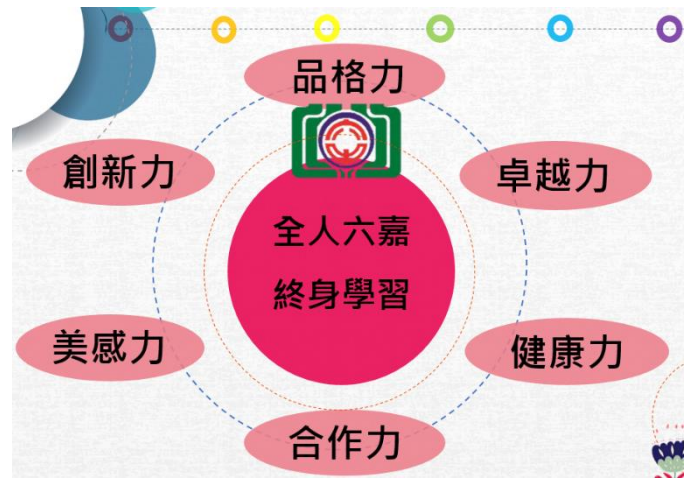 品格力
創新力
卓越力
全人六嘉
終身學習
美感力
健康力
合作力